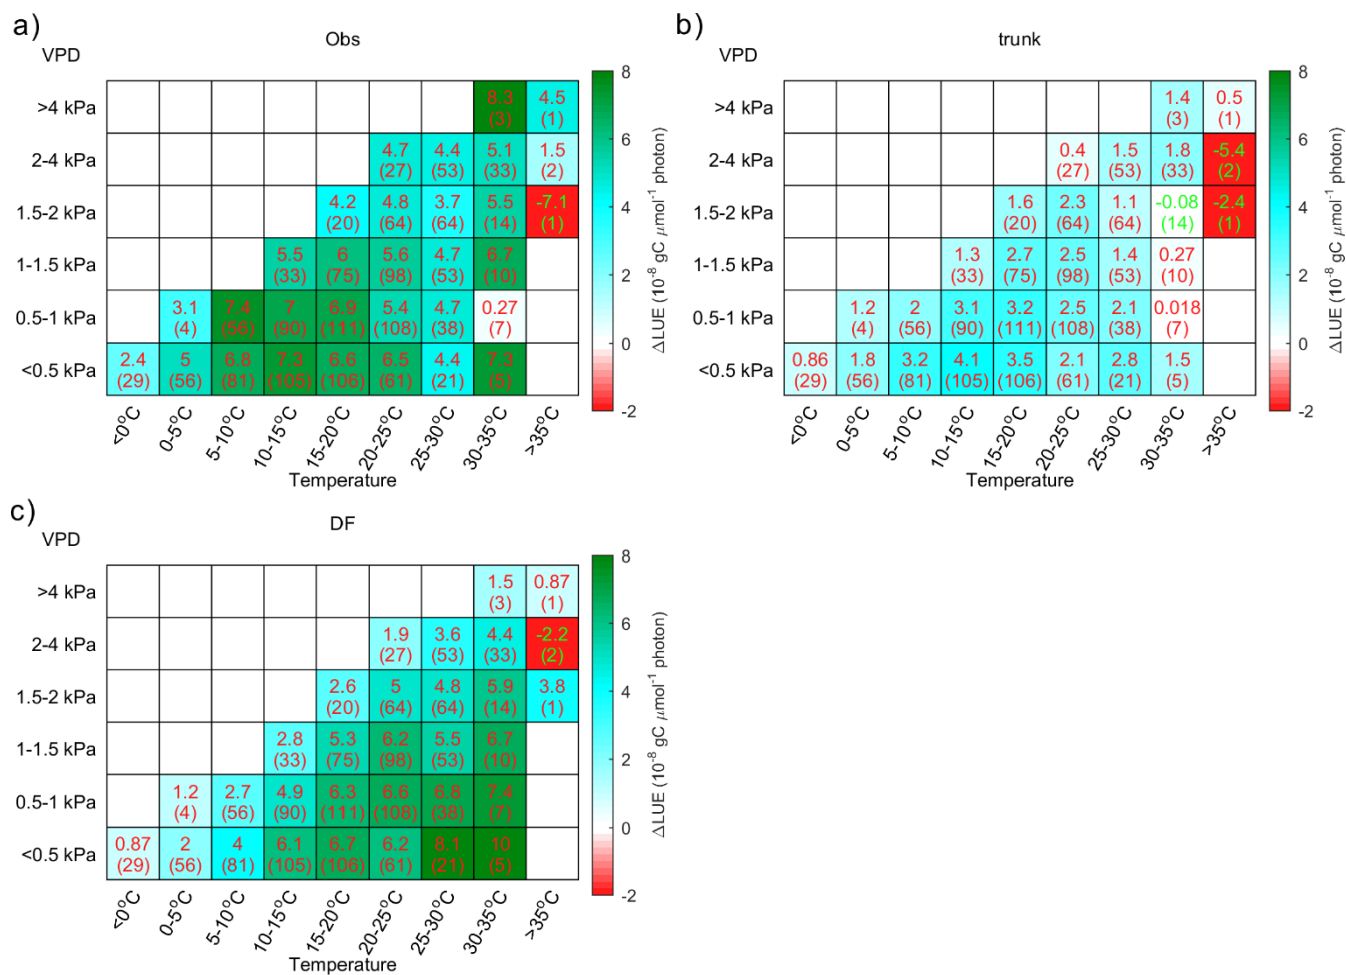 a)
Obs
VPD
>4 kPa
8.3 4.5
(3) (1)
2-4 kPa
4.7 4.4 5.1 1.5
(27) (53) (33) (2)
1.5-2 kPa
4.2 4.8 3.7 5.5 -7.1
(20) (64) (64) (14) (1)
1-1.5 kPa
5.5 6 5.6 4.7 6.7
(33) (75) (98) (53) (10)
0.5-1 kPa
3.1 7.4 7 6.9 5.4 4.7 0.27
(4) (56) (90) (111) (108) (38) (7)
<0.5 kPa
2.4 5 6.8 7.3 6.6 6.5 4.4 7.3
(29) (56) (81) (105) (106) (61) (21) (5)
<0°C 0-5°C 5-10°C 10-15°C 15-20°C 20-25°C 25-30°C 30-35°C >35°C
Temperature
8
6
4
2
0
-2
ΔLUE (10⁻⁸ gC μmol⁻¹ photon)
b)
trunk
VPD
>4 kPa
1.4 0.5
(3) (1)
2-4 kPa
0.4 1.5 1.8 -5.4
(27) (53) (33) (2)
1.5-2 kPa
1.6 2.3 1.1 -0.08 -2.4
(20) (64) (64) (14) (1)
1-1.5 kPa
1.3 2.7 2.5 1.4 0.27
(33) (75) (98) (53) (10)
0.5-1 kPa
1.2 2 3.1 3.2 2.5 2.1 0.018
(4) (56) (90) (111) (108) (38) (7)
<0.5 kPa
0.86 1.8 3.2 4.1 3.5 2.1 2.8 1.5
(29) (56) (81) (105) (106) (61) (21) (5)
<0°C 0-5°C 5-10°C 10-15°C 15-20°C 20-25°C 25-30°C 30-35°C >35°C
Temperature
8
6
4
2
0
-2
ΔLUE (10⁻⁸ gC μmol⁻¹ photon)
c)
DF
VPD
>4 kPa
1.5 0.87
(3) (1)
2-4 kPa
1.9 3.6 4.4 -2.2
(27) (53) (33) (2)
1.5-2 kPa
2.6 5 4.8 5.9 3.8
(20) (64) (64) (14) (1)
1-1.5 kPa
2.8 5.3 6.2 5.5 6.7
(33) (75) (98) (53) (10)
0.5-1 kPa
1.2 2.7 4.9 6.3 6.6 6.8 7.4
(4) (56) (90) (111) (108) (38) (7)
<0.5 kPa
0.87 2 4 6.1 6.7 6.2 8.1 10
(29) (56) (81) (105) (106) (61) (21) (5)
<0°C 0-5°C 5-10°C 10-15°C 15-20°C 20-25°C 25-30°C 30-35°C >35°C
Temperature
8
6
4
2
0
-2
ΔLUE (10⁻⁸ gC μmol⁻¹ photon)